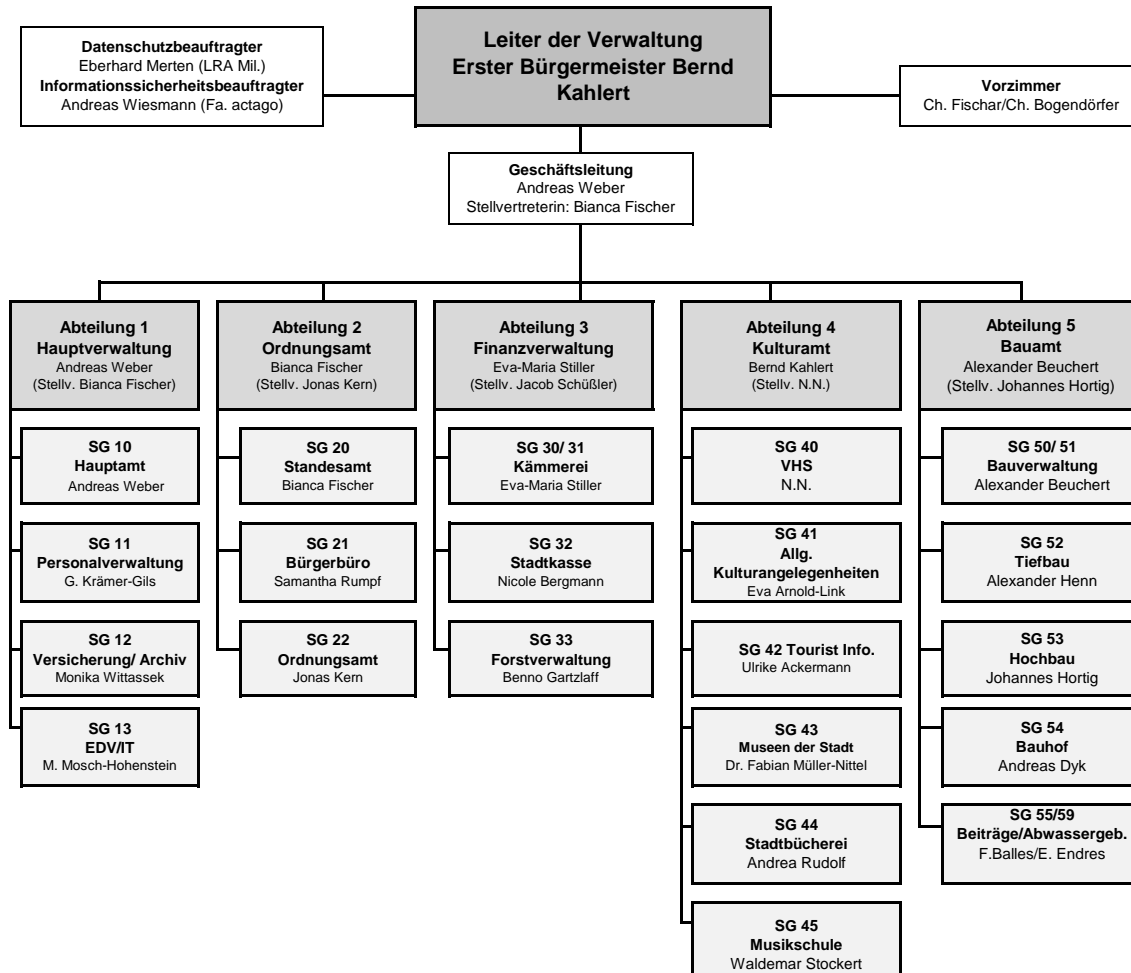 Datenschutzbeauftragter
Eberhard Merten (LRA Mil.)
Informationssicherheitsbeauftragter
Andreas Wiesmann (Fa. actago)
Leiter der Verwaltung
Erster Bürgermeister Bernd
Kahlert
Vorzimmer
Ch. Fischar/Ch. Bogendörfer
Geschäftsleitung
Andreas Weber
Stellvertreterin: Bianca Fischer
Abteilung 1
Hauptverwaltung
Andreas Weber
(Stellv. Bianca Fischer)
SG 10
Hauptamt
Andreas Weber
SG 11
Personalverwaltung
G. Krämer-Gils
SG 12
Versicherung/ Archiv
Monika Wittassek
SG 13
EDV/IT
M. Mosch-Hohenstein
Abteilung 2
Ordnungsamt
Bianca Fischer
(Stellv. Jonas Kern)
SG 20
Standesamt
Bianca Fischer
SG 21
Bürgerbüro
Samantha Rumpf
SG 22
Ordnungsamt
Jonas Kern
Abteilung 3
Finanzverwaltung
Eva-Maria Stiller
(Stellv. Jacob Schüßler)
SG 30/ 31
Kämmerei
Eva-Maria Stiller
SG 32
Stadtkasse
Nicole Bergmann
SG 33
Forstverwaltung
Benno Gartzlaff
Abteilung 4
Kulturamt
Bernd Kahlert
(Stellv. N.N.)
SG 40
VHS
N.N.
SG 41
Allg.
Kulturangelegenheiten
Eva Arnold-Link
SG 42 Tourist Info.
Ulrike Ackermann
SG 43
Museen der Stadt
Dr. Fabian Müller-Nittel
SG 44
Stadtbücherei
Andrea Rudolf
SG 45
Musikschule
Waldemar Stockert
Abteilung 5
Bauamt
Alexander Beuchert
(Stellv. Johannes Hortig)
SG 50/ 51
Bauverwaltung
Alexander Beuchert
SG 52
Tiefbau
Alexander Henn
SG 53
Hochbau
Johannes Hortig
SG 54
Bauhof
Andreas Dyk
SG 55/59
Beiträge/Abwassergeb.
F.Balles/E. Endres